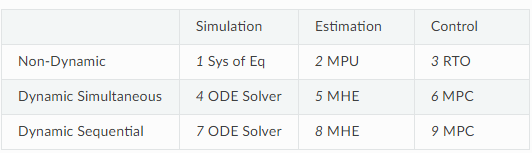 Simulation Estimation Control
Non-Dynamic 1 Sys of Eq 2 MPU 3 RTO
Dynamic Simultaneous 4 ODE Solver 5 MHE 6 MPC
Dynamic Sequential 7 ODE Solver 8 MHE 9 MPC